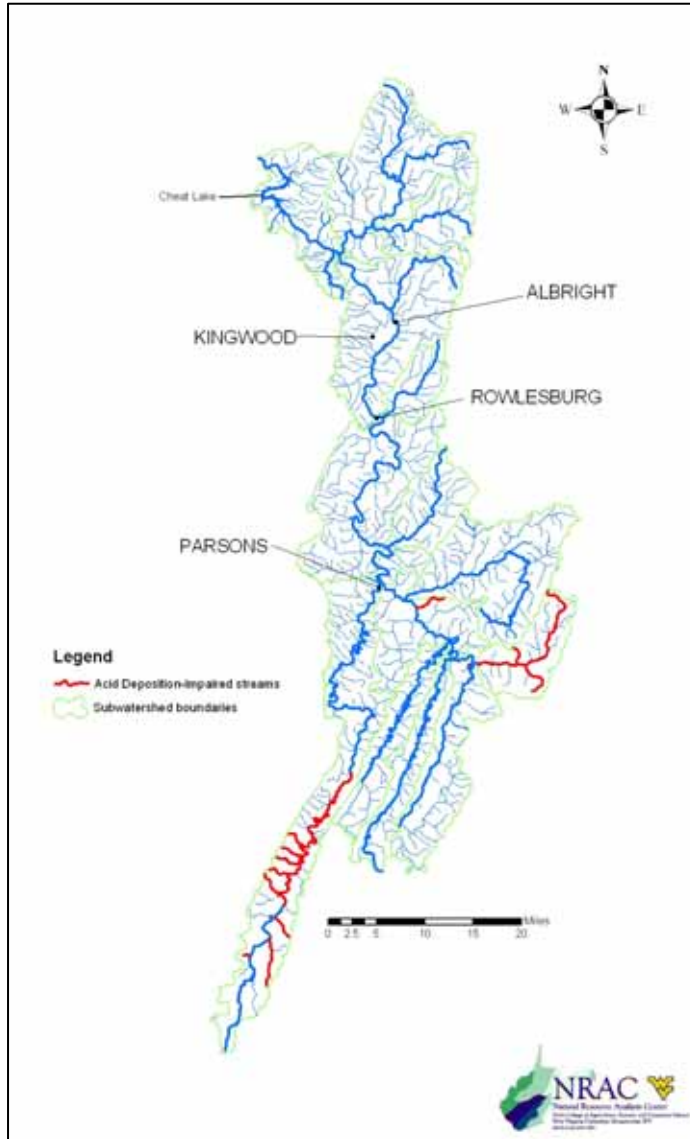 N
W E
S
Cheat Lake
ALBRIGHT
KINGWOOD
ROWLESBURG
PARSONS
Legend
Acid Deposition-Impaired streams
Subwatershed boundaries
Miles
0 2.5 5 10 15 20
NRAC
Natural Resource Analysis Center